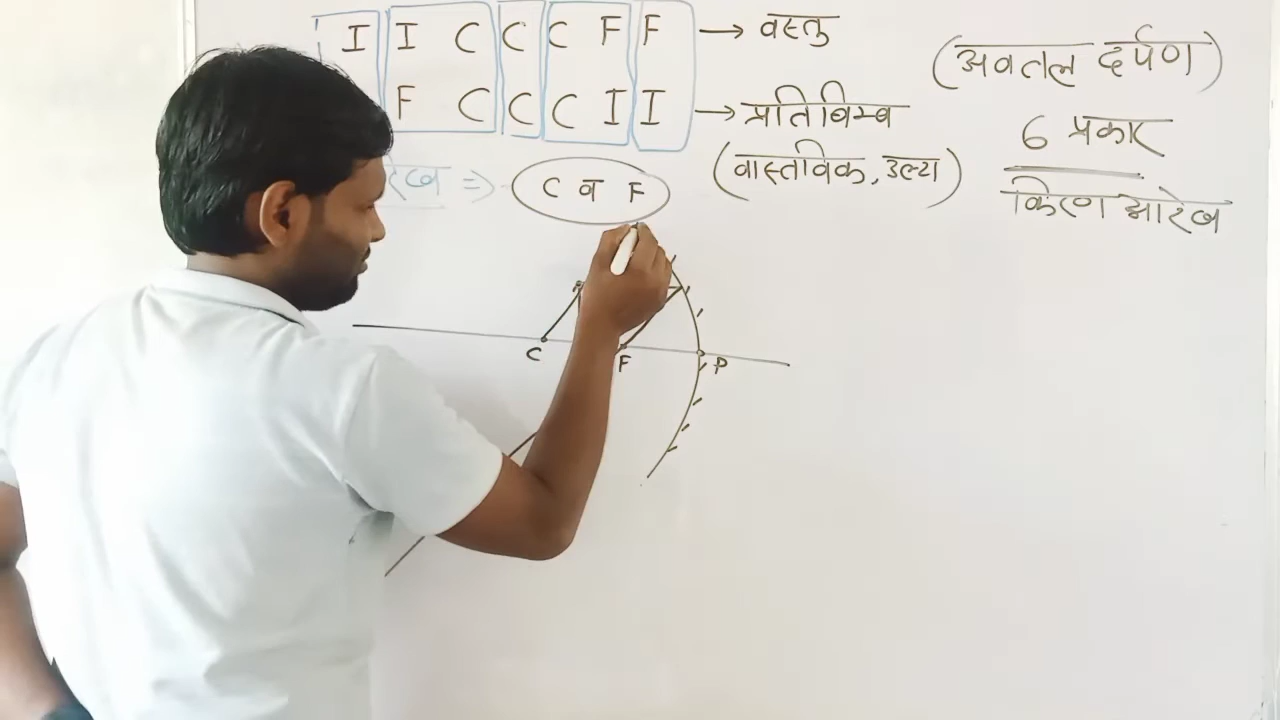 I I C C C F F → वस्तु
F C C C I I → प्रतिबिम्ब
(वास्तविक, उल्टा)
(अवतल दर्पण)
6 प्रकार
किरण आरेख
⇒ C व F
C F P